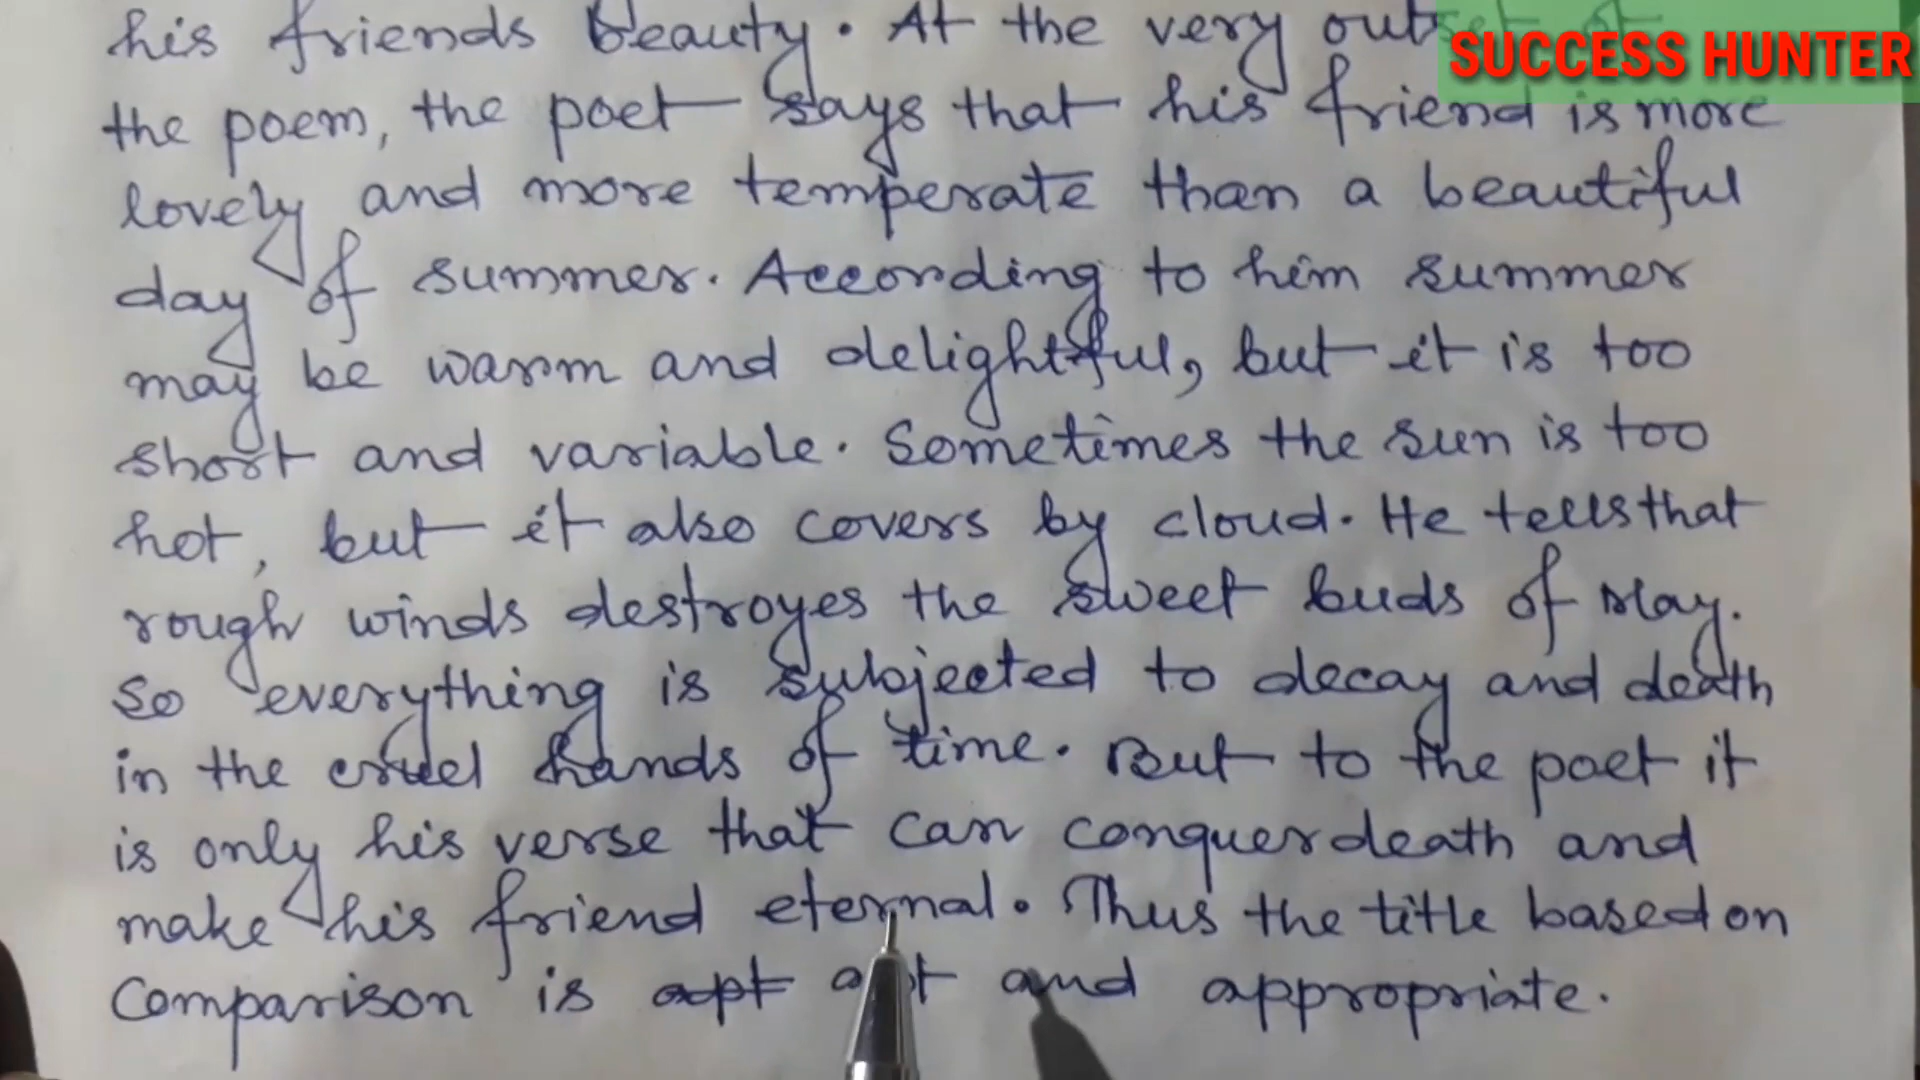 his friends beauty. At the very outset of
SUCCESS HUNTER
the poem, the poet says that his friend is more
lovely and more temperate than a beautiful
day of summer. According to him summer
may be warm and delightful, but it is too
short and variable. Sometimes the sun is too
hot, but it also covers by cloud. He tells that
rough winds destroyes the sweet buds of May.
So everything is subjected to decay and death
in the cruel hands of time. But to the poet it
is only his verse that can conquer death and
make his friend eternal. Thus the title based on
Comparison is apt apt and appropriate.